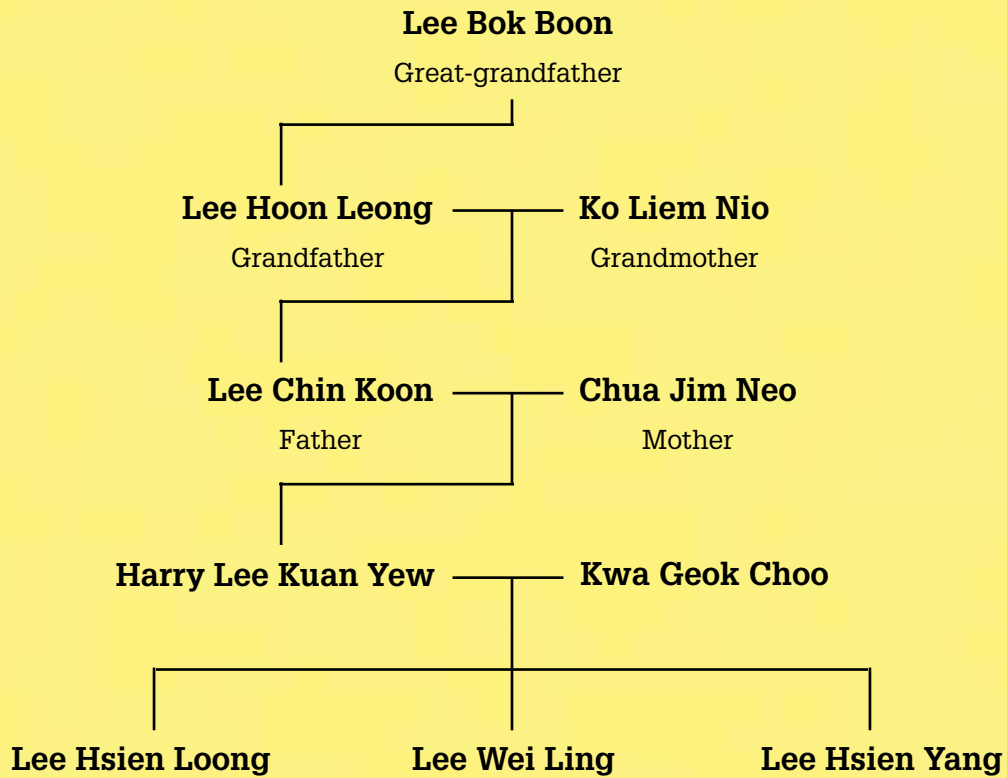 Lee Bok Boon
Great-grandfather
Lee Hoon Leong
Ko Liem Nio
Grandfather
Grandmother
Lee Chin Koon
Chua Jim Neo
Father
Mother
Harry Lee Kuan Yew
Kwa Geok Choo
Lee Hsien Loong
Lee Wei Ling
Lee Hsien Yang